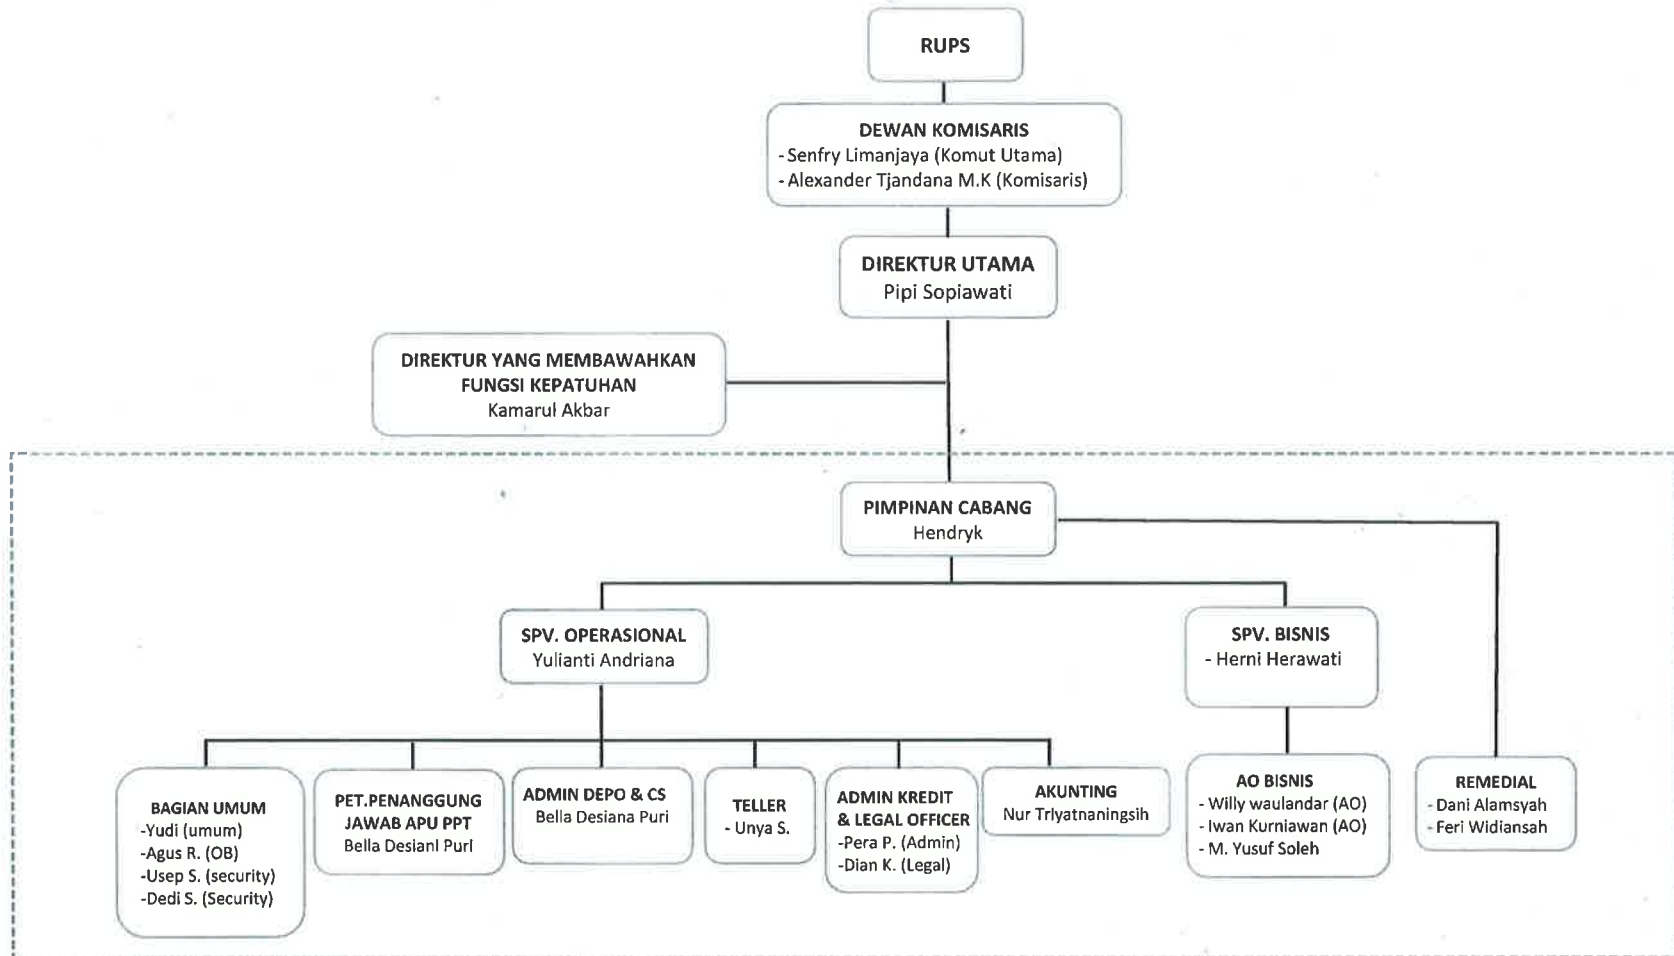 RUPS
DEWAN KOMISARIS
- Senfry Limanjaya (Komut Utama)
- Alexander Tjandana M.K (Komisaris)
DIREKTUR UTAMA
Pipi Sopiawati
DIREKTUR YANG MEMBAWAHKAN
FUNGSI KEPATUHAN
Kamarul Akbar
PIMPINAN CABANG
Hendryk
SPV. OPERASIONAL
Yulianti Andriana
SPV. BISNIS
- Herni Herawati
BAGIAN UMUM
-Yudi (umum)
-Agus R. (OB)
-Usep S. (security)
-Dedi S. (Security)
PET.PENANGGUNG
JAWAB APU PPT
Bella Desiani Puri
ADMIN DEPO & CS
Bella Desiana Puri
TELLER
- Unya S.
ADMIN KREDIT
& LEGAL OFFICER
-Pera P. (Admin)
-Dian K. (Legal)
AKUNTING
Nur Triyatnaningsih
AO BISNIS
- Willy waulandar (AO)
- Iwan Kurniawan (AO)
- M. Yusuf Soleh
REMEDIAL
- Dani Alamsyah
- Feri Widiansah